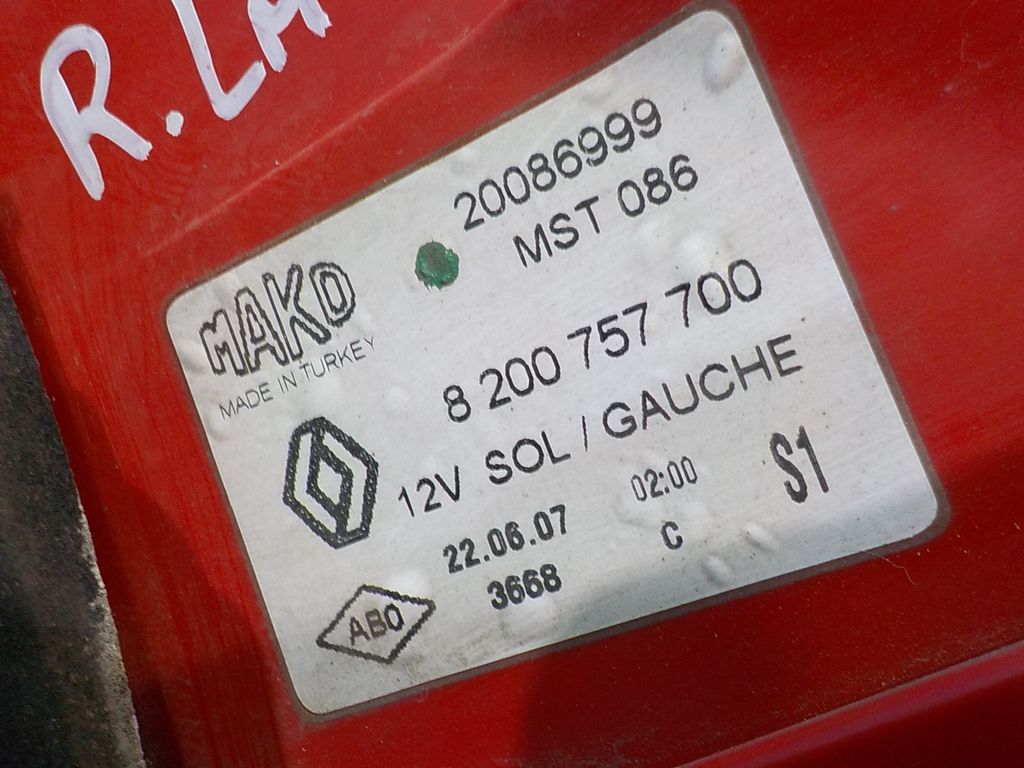 R.LA
20086999
MST 086
MAKO
MADE IN TURKEY
8 200 757 700
12V SOL / GAUCHE
22.06.07 02:00 S1
3668 C
ABO